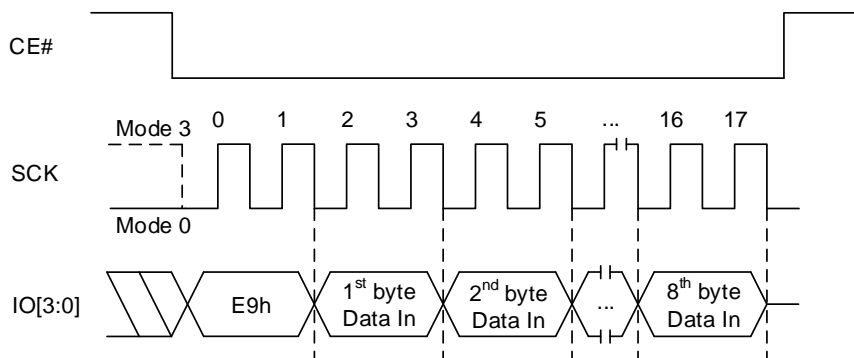 CE#
0 1 2 3 4 5 ... 16 17
Mode 3
SCK
Mode 0
IO[3:0]
E9h
1st byte
Data In
2nd byte
Data In
...
8th byte
Data In